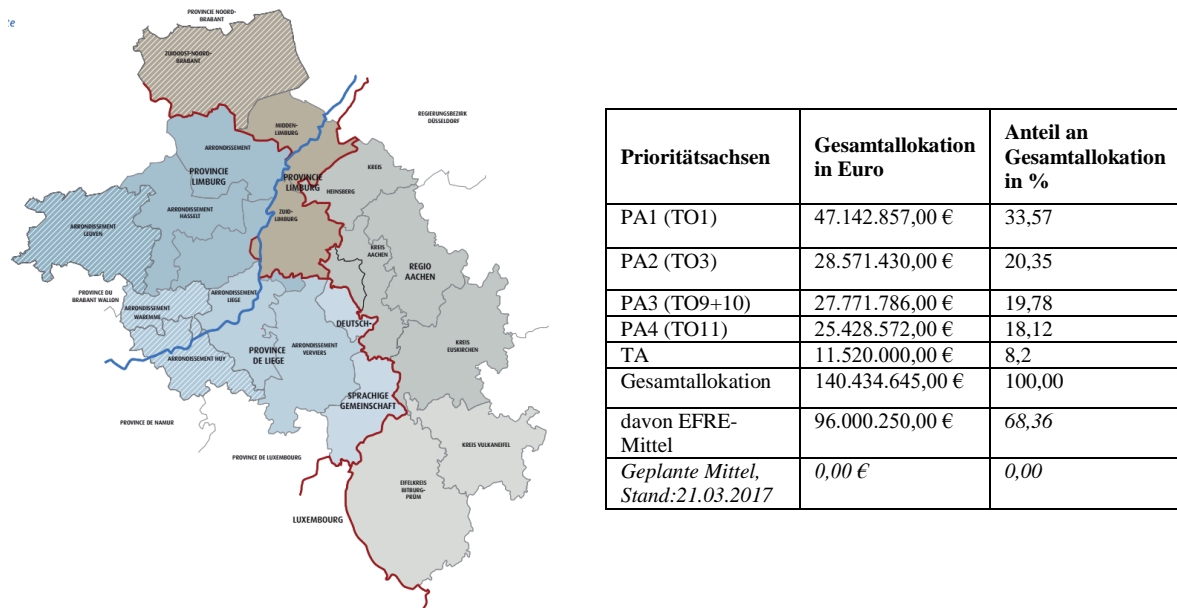 te
PROVINCIE NOORD-
BRABANT
ZUIDOOST-NOORD-
BRABANT
REGIERUNGSBEZIRK
DÜSSELDORF
MIDDEN-
LIMBURG
ARRONDISSEMENT
PROVINCIE
LIMBURG
PROVINCIE
LIMBURG
KREIS
HEINSBERG
ARRONDISSEMENT
HASSELT
ZUID-
LIMBURG
ARRONDISSEMENT
LEUVEN
KREIS
AACHEN
REGIO
AACHEN
PROVINCE DU
BRABANT WALLON
ARRONDISSEMENT
LIEGE
ARRONDISSEMENT
WAREMME
DEUTSCH-
ARRONDISSEMENT
VERVIERS
PROVINCE
DE LIEGE
KREIS
EUSKIRCHEN
ARRONDISSEMENT HUY
SPRACHIGE
GEMEINSCHAFT
PROVINCE DE NAMUR
KREIS VULKANEIFEL
PROVINCE DE LUXEMBOURG
EIFELKREIS
BITBURG-
PRÜM
LUXEMBOURG
Prioritätsachsen
Gesamtallokation
in Euro
Anteil an
Gesamtallokation
in %
PA1 (TO1) 47.142.857,00 € 33,57
PA2 (TO3) 28.571.430,00 € 20,35
PA3 (TO9+10) 27.771.786,00 € 19,78
PA4 (TO11) 25.428.572,00 € 18,12
TA 11.520.000,00 € 8,2
Gesamtallokation 140.434.645,00 € 100,00
davon EFRE- 96.000.250,00 € 68,36
Mittel
Geplante Mittel, 0,00 € 0,00
Stand:21.03.2017